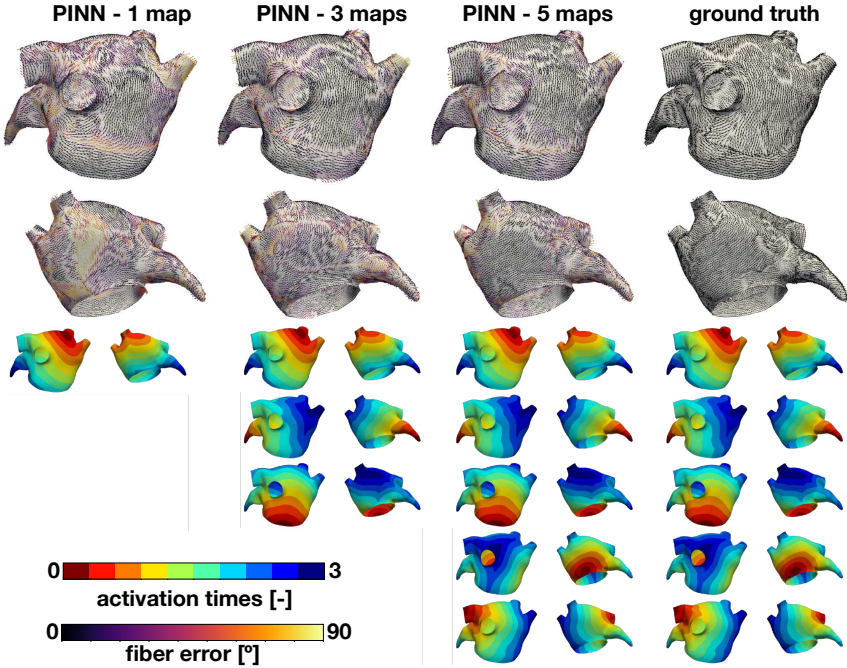 PINN - 1 map
PINN - 3 maps
PINN - 5 maps
ground truth
0
3
activation times [-]
0
90
fiber error [º]